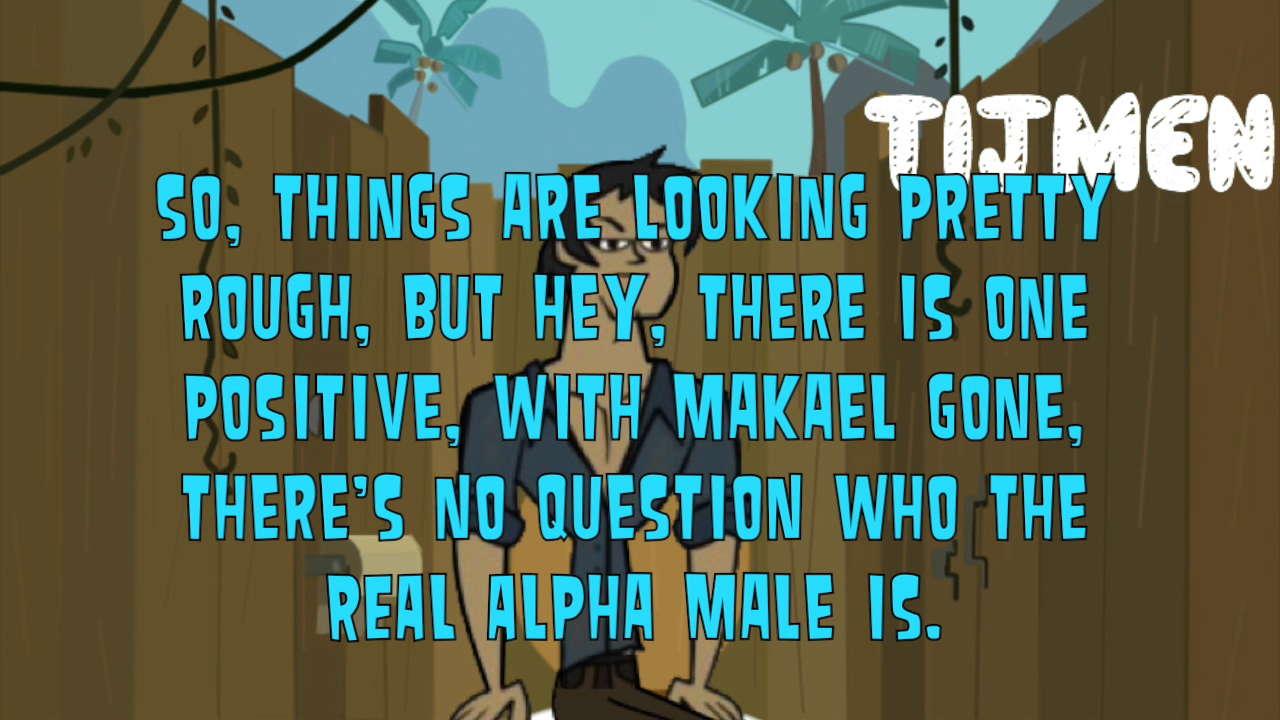 TIJMEN
SO, THINGS ARE LOOKING PRETTY
ROUGH, BUT HEY, THERE IS ONE
POSITIVE, WITH MAKAEL GONE,
THERE'S NO QUESTION WHO THE
REAL ALPHA MALE IS.